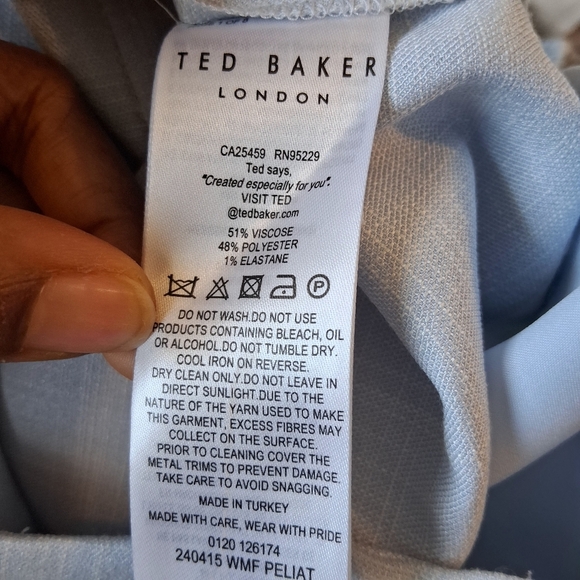 TED BAKER
LONDON
CA25459 RN95229
Ted says,
"Created especially for you".
VISIT TED
@tedbaker.com
51% VISCOSE
48% POLYESTER
1% ELASTANE
P
DO NOT WASH.DO NOT USE
PRODUCTS CONTAINING BLEACH, OIL
OR ALCOHOL.DO NOT TUMBLE DRY.
COOL IRON ON REVERSE.
DRY CLEAN ONLY.DO NOT LEAVE IN
DIRECT SUNLIGHT.DUE TO THE
NATURE OF THE YARN USED TO MAKE
THIS GARMENT, EXCESS FIBRES MAY
COLLECT ON THE SURFACE.
PRIOR TO CLEANING COVER THE
METAL TRIMS TO PREVENT DAMAGE.
TAKE CARE TO AVOID SNAGGING.
MADE IN TURKEY
MADE WITH CARE, WEAR WITH PRIDE
0120 126174
240415 WMF PELIAT